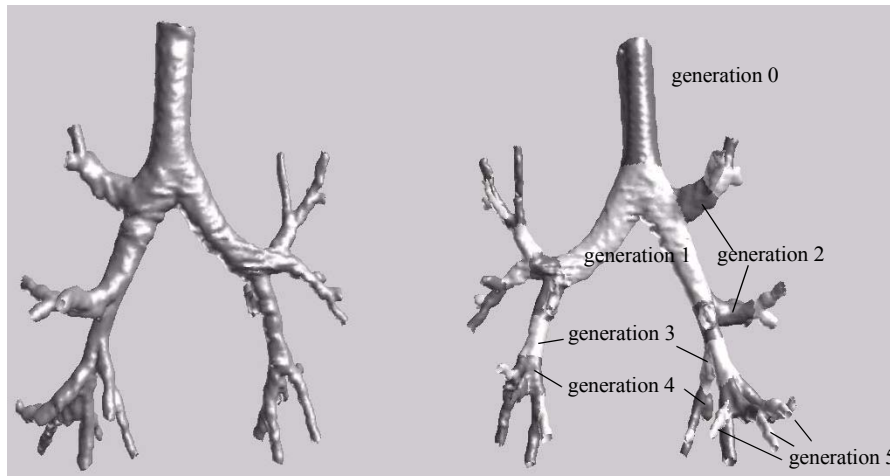 generation 0
generation 1
generation 2
generation 3
generation 4
generation 5